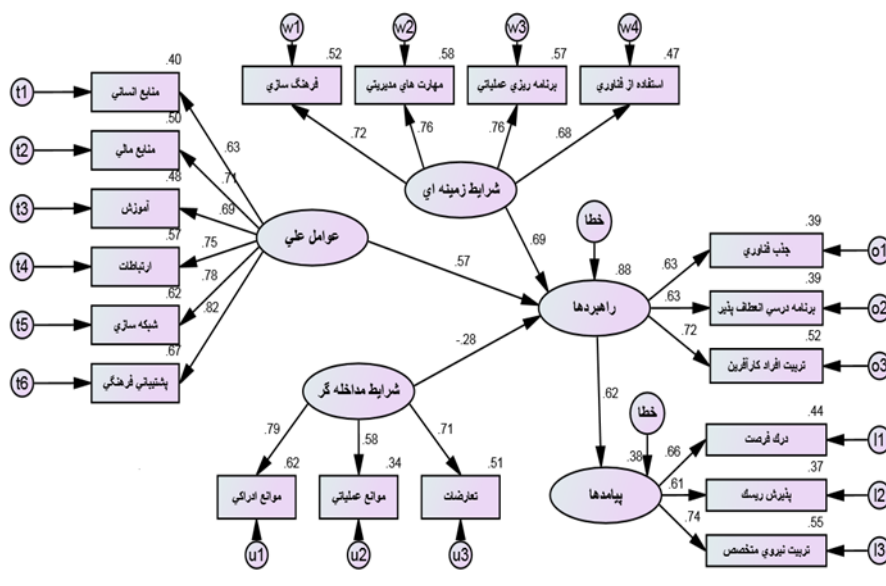 w1
w2
w3
w4
.52
.58
.57
.47
فرهنگ سازي
مهارت هاي مديريتي
برنامه ريزي عملياتي
استفاده از فناوري
.72
.76
.76
.68
شرايط زمينه اي
t1
.40
منابع انساني
t2
.50
منابع مالي
t3
.48
آموزش
t4
.57
ارتباطات
t5
.62
شبكه سازي
t6
.67
پشتيباني فرهنگي
.63
.71
.69
.75
.78
.82
عوامل علي
.57
.69
خطا
.88
راهبردها
.63
.63
.72
.39
جذب فناوري
o1
.39
برنامه درسي انعطاف پذير
o2
.52
تربيت افراد كارآفرين
o3
-.28
شرايط مداخله گر
.79
.58
.71
.62
موانع ادراكي
.34
موانع عملياتي
.51
تعارضات
u1
u2
u3
.62
خطا
.38
پيامدها
.66
.61
.74
.44
درك فرصت
l1
.37
پذيرش ريسك
l2
.55
تربيت نيروي متخصص
l3